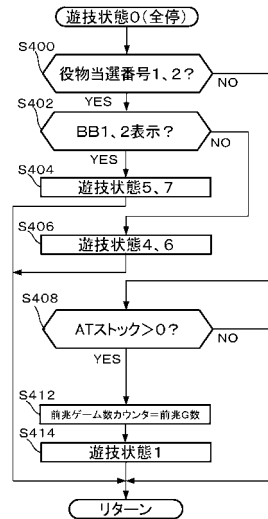 遊技状態0(全停)
S400
役物当選番号1、2?
NO
YES
S402
BB1、2表示?
NO
YES
S404
遊技状態5、7
S406
遊技状態4、6
S408
ATストック>0?
NO
YES
S412
前兆ゲーム数カウンタ=前兆G数
S414
遊技状態1
リターン